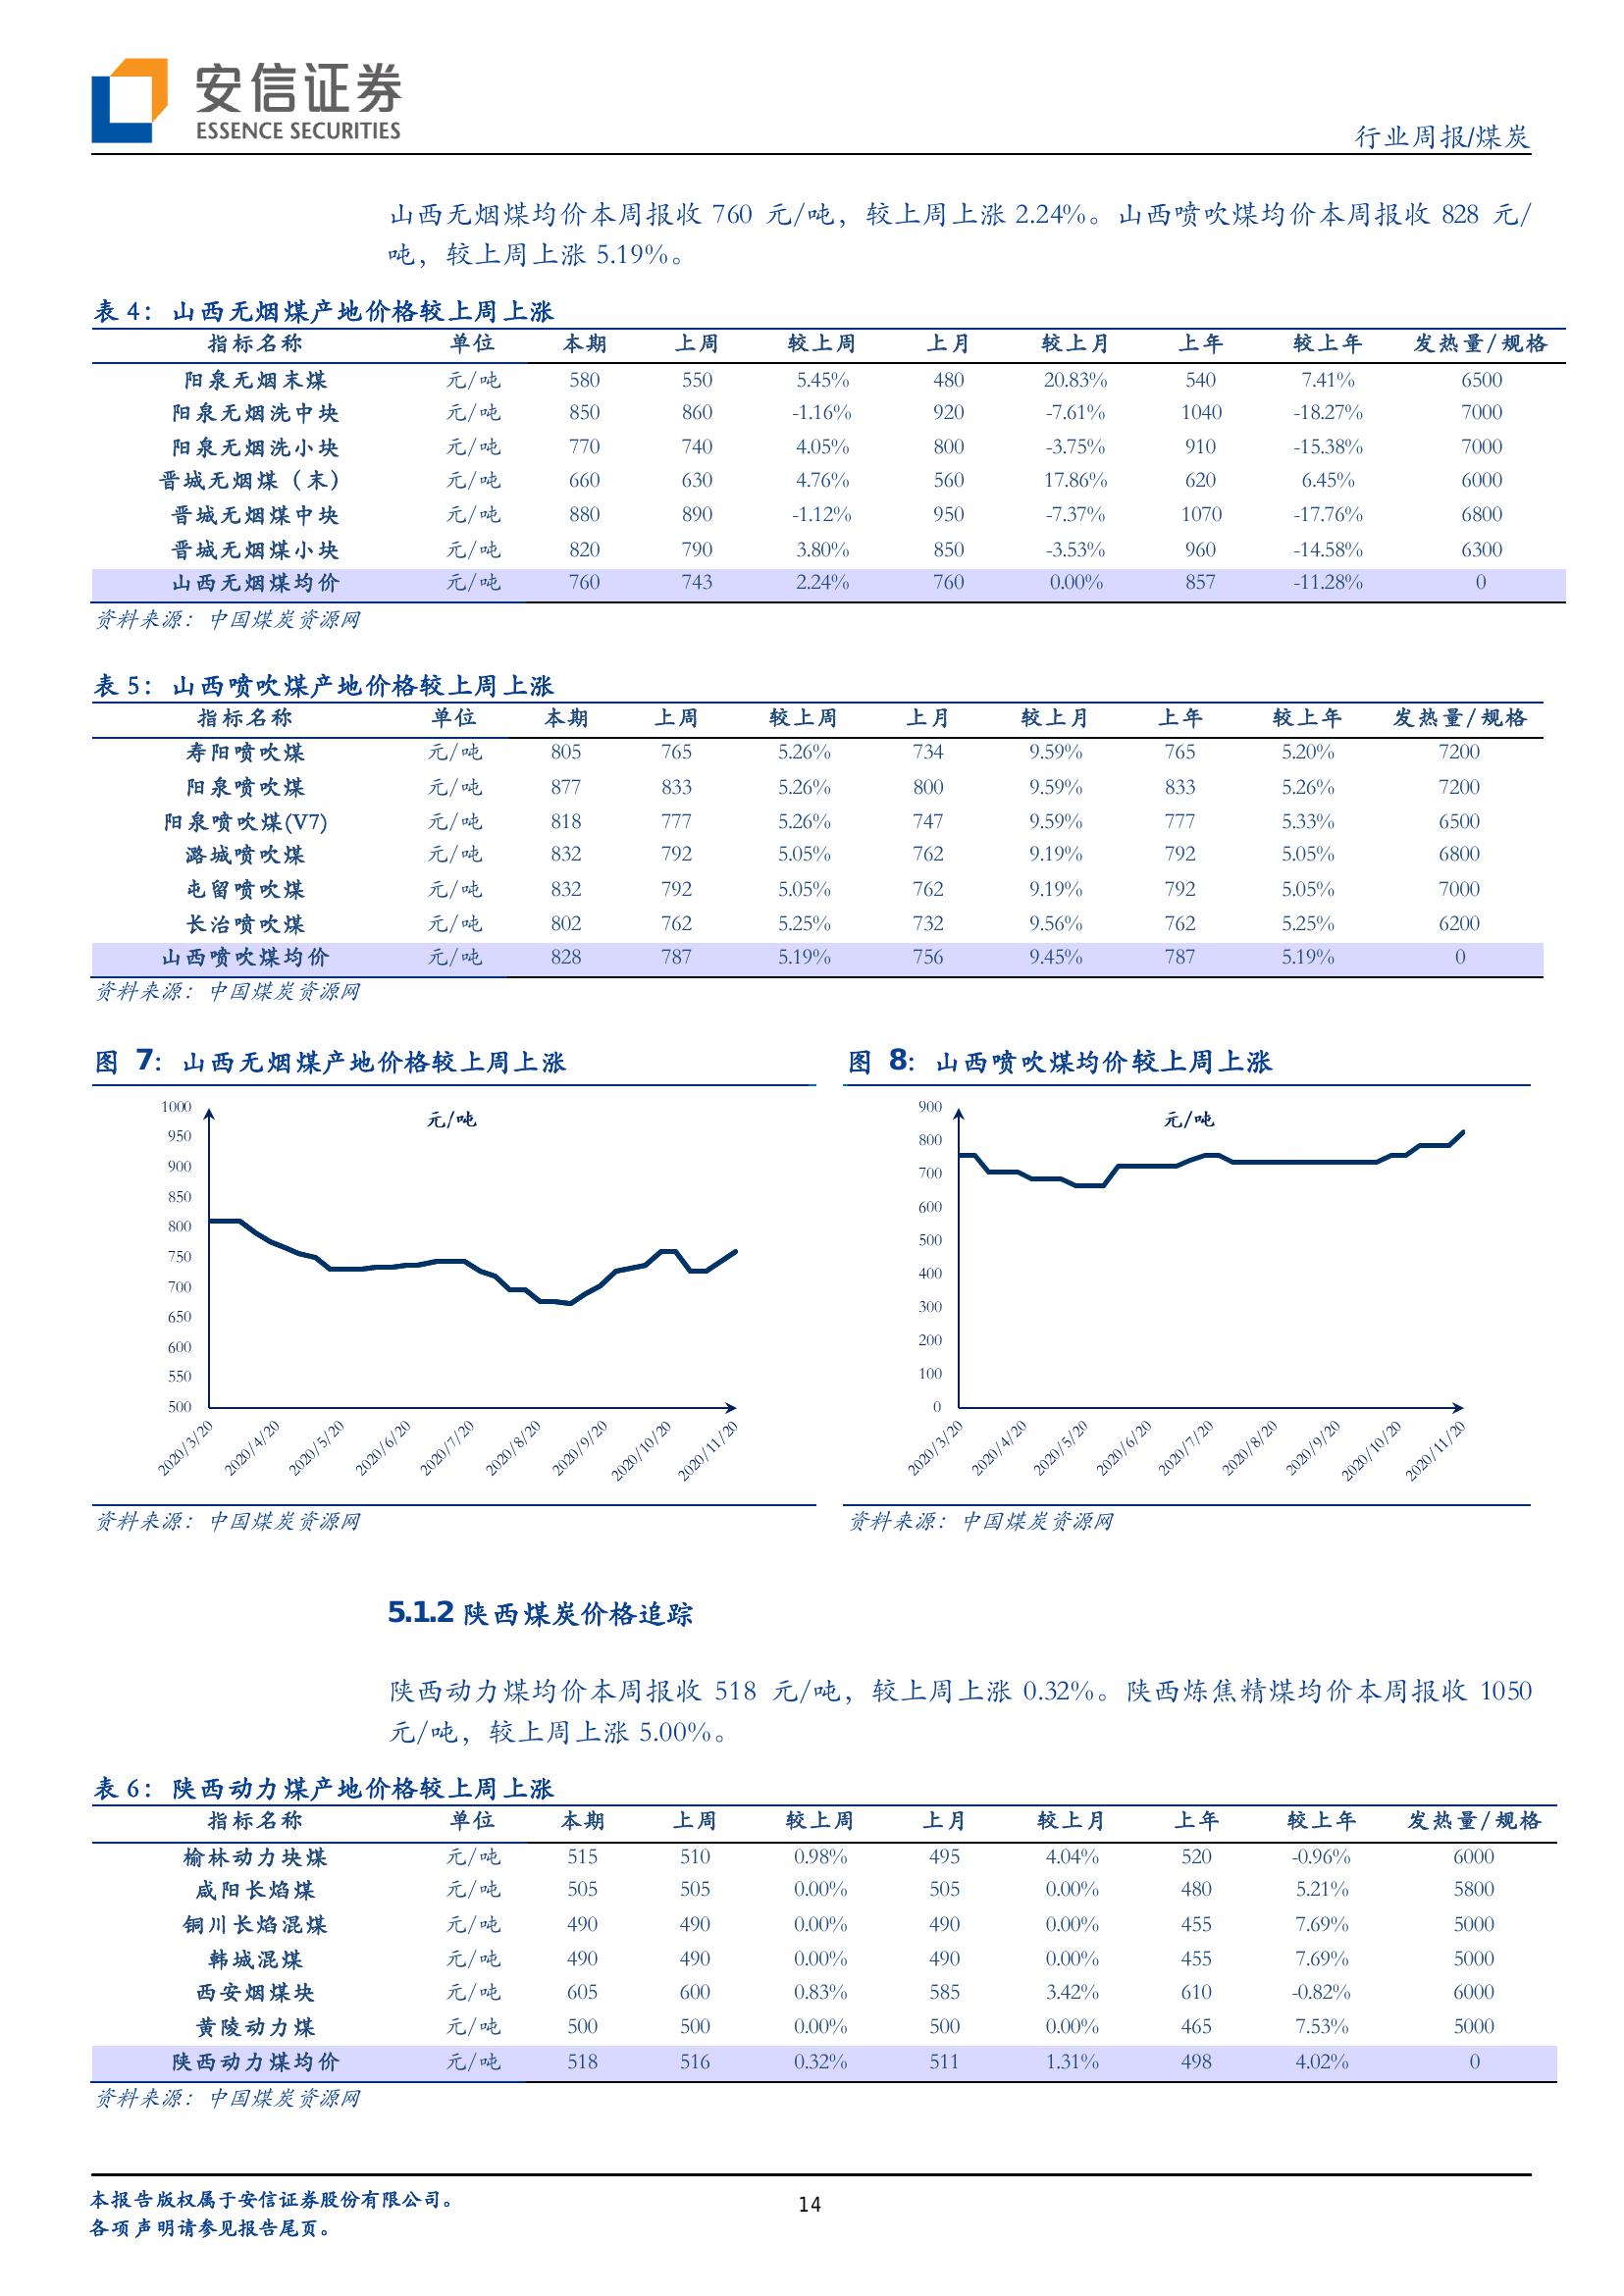 安信证券
ESSENCE SECURITIES
行业周报/煤炭
山西无烟煤均价本周报收 760 元/吨，较上周上涨 2.24%。山西喷吹煤均价本周报收 828 元/
吨，较上周上涨 5.19%。
表 4：山西无烟煤产地价格较上周上涨
指标名称 单位 本期 上周 较上周 上月 较上月 上年 较上年 发热量/规格
阳泉无烟末煤 元/吨 580 550 5.45% 480 20.83% 540 7.41% 6500
阳泉无烟洗中块 元/吨 850 860 -1.16% 920 -7.61% 1040 -18.27% 7000
阳泉无烟洗小块 元/吨 770 740 4.05% 800 -3.75% 910 -15.38% 7000
晋城无烟煤（末） 元/吨 660 630 4.76% 560 17.86% 620 6.45% 6000
晋城无烟煤中块 元/吨 880 890 -1.12% 950 -7.37% 1070 -17.76% 6800
晋城无烟煤小块 元/吨 820 790 3.80% 850 -3.53% 960 -14.58% 6300
山西无烟煤均价 元/吨 760 743 2.24% 760 0.00% 857 -11.28% 0
资料来源：中国煤炭资源网
表 5：山西喷吹煤产地价格较上周上涨
指标名称 单位 本期 上周 较上周 上月 较上月 上年 较上年 发热量/规格
寿阳喷吹煤 元/吨 805 765 5.26% 734 9.59% 765 5.20% 7200
阳泉喷吹煤 元/吨 877 833 5.26% 800 9.59% 833 5.26% 7200
阳泉喷吹煤(V7) 元/吨 818 777 5.26% 747 9.59% 777 5.33% 6500
潞城喷吹煤 元/吨 832 792 5.05% 762 9.19% 792 5.05% 6800
屯留喷吹煤 元/吨 832 792 5.05% 762 9.19% 792 5.05% 7000
长治喷吹煤 元/吨 802 762 5.25% 732 9.56% 762 5.25% 6200
山西喷吹煤均价 元/吨 828 787 5.19% 756 9.45% 787 5.19% 0
资料来源：中国煤炭资源网
图 7：山西无烟煤产地价格较上周上涨
元/吨
1000
950
900
850
800
750
700
650
600
550
500
2020/3/20 2020/4/20 2020/5/20 2020/6/20 2020/7/20 2020/8/20 2020/9/20 2020/10/20 2020/11/20
资料来源：中国煤炭资源网
图 8：山西喷吹煤均价较上周上涨
元/吨
900
800
700
600
500
400
300
200
100
0
2020/3/20 2020/4/20 2020/5/20 2020/6/20 2020/7/20 2020/8/20 2020/9/20 2020/10/20 2020/11/20
资料来源：中国煤炭资源网
5.1.2 陕西煤炭价格追踪
陕西动力煤均价本周报收 518 元/吨，较上周上涨 0.32%。陕西炼焦精煤均价本周报收 1050
元/吨，较上周上涨 5.00%。
表 6：陕西动力煤产地价格较上周上涨
指标名称 单位 本期 上周 较上周 上月 较上月 上年 较上年 发热量/规格
榆林动力块煤 元/吨 515 510 0.98% 495 4.04% 520 -0.96% 6000
咸阳长焰煤 元/吨 505 505 0.00% 505 0.00% 480 5.21% 5800
铜川长焰混煤 元/吨 490 490 0.00% 490 0.00% 455 7.69% 5000
韩城混煤 元/吨 490 490 0.00% 490 0.00% 455 7.69% 5000
西安烟煤块 元/吨 605 600 0.83% 585 3.42% 610 -0.82% 6000
黄陵动力煤 元/吨 500 500 0.00% 500 0.00% 465 7.53% 5000
陕西动力煤均价 元/吨 518 516 0.32% 511 1.31% 498 4.02% 0
资料来源：中国煤炭资源网
本报告版权属于安信证券股份有限公司。
各项声明请参见报告尾页。
14